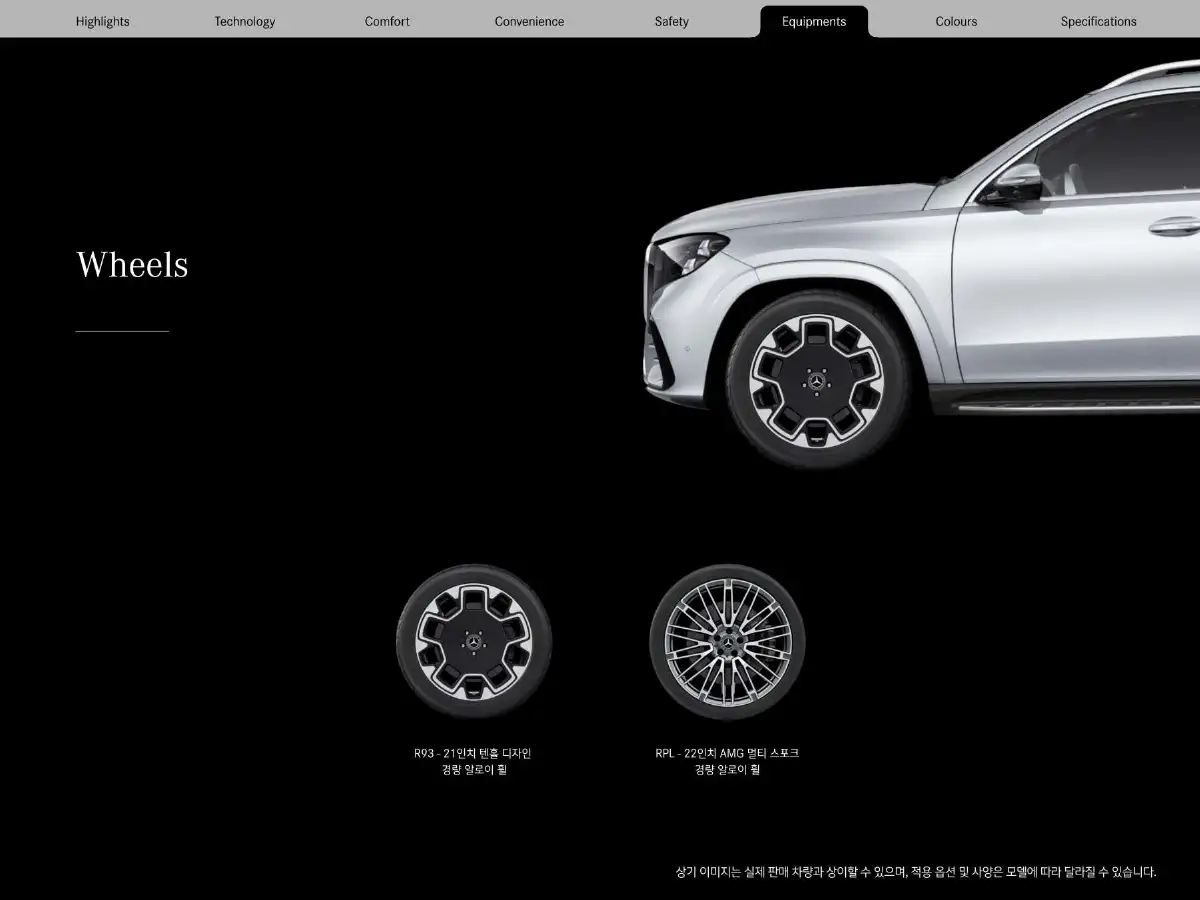 Highlights
Technology
Comfort
Convenience
Safety
Equipments
Colours
Specifications
Wheels
R93 - 21인치 텐홀 디자인
경량 알로이 휠
RPL - 22인치 AMG 멀티 스포크
경량 알로이 휠
상기 이미지는 실제 판매 차량과 상이할 수 있으며, 적용 옵션 및 사양은 모델에 따라 달라질 수 있습니다.